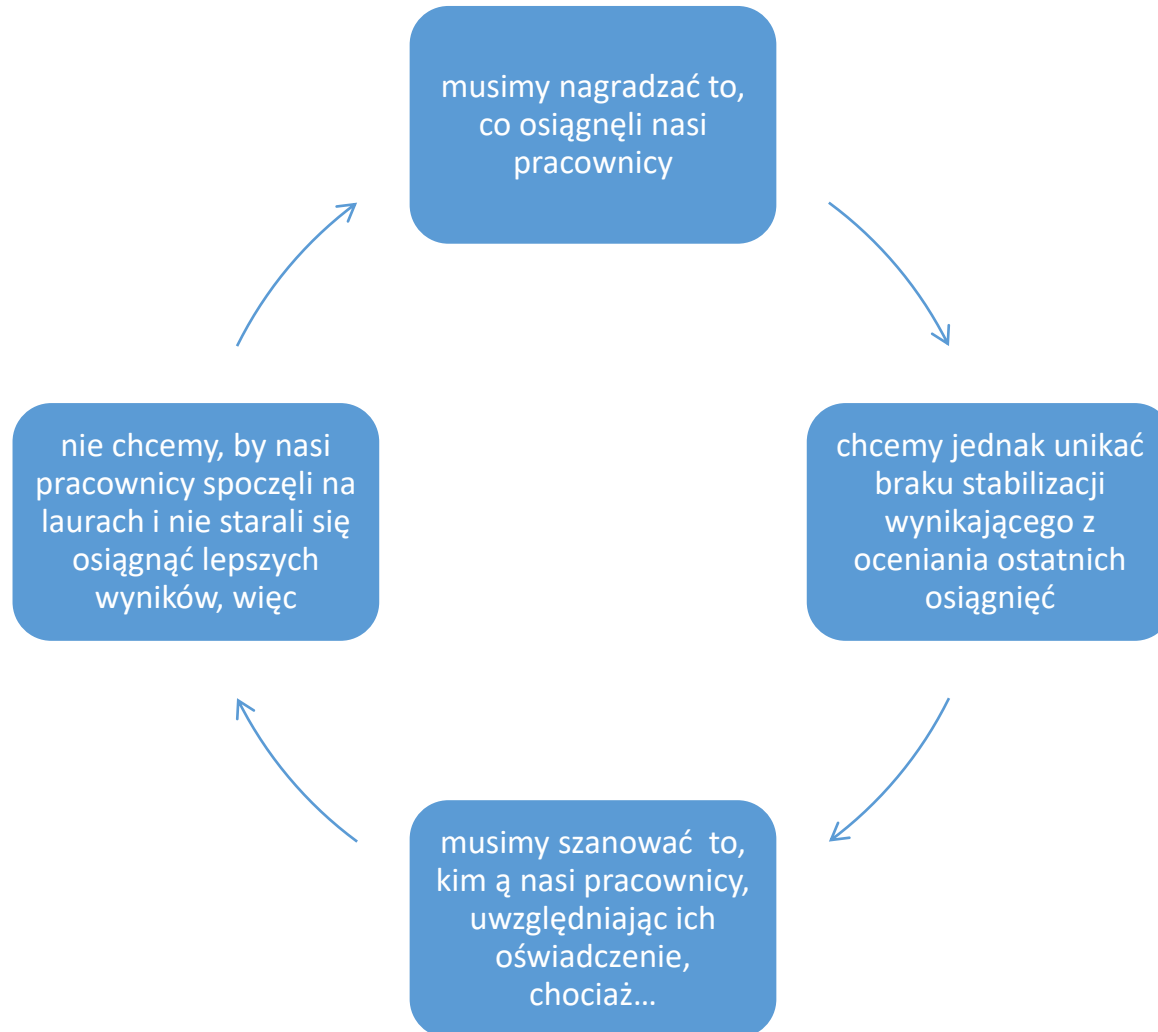 musimy nagradzać to,
co osiągnęli nasi
pracownicy
chcemy jednak unikać
braku stabilizacji
wynikającego z
oceniania ostatnich
osiągnięć
musimy szanować  to,
kim ą nasi pracownicy,
uwzględniając ich
oświadczenie,
chociaż...
nie chcemy, by nasi
pracownicy spoczęli na
laurach i nie starali się
osiągnąć lepszych
wyników, więc